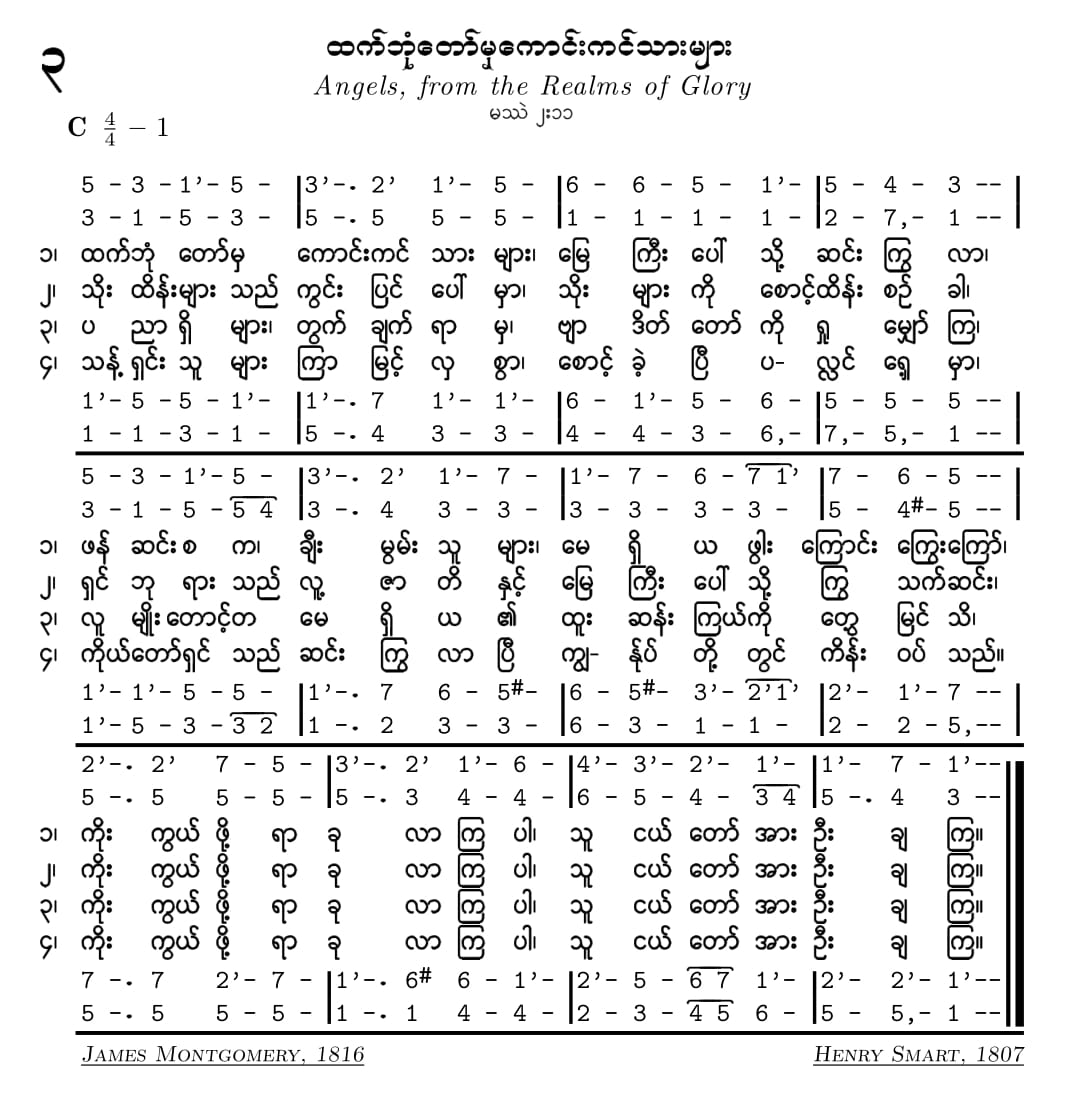 ၃
ထက်ဘုံတော်မှကောင်းကင်သားများ
Angels, from the Realms of Glory
မဿဲ ၂း၁၁
C 4/4 – 1
5 – 3 – 1’– 5 – |3’–. 2’ 1’– 5 – |6 – 6 – 5 – 1’– |5 – 4 – 3 –– |
3 – 1 – 5 – 3 – |5 –. 5 5 – 5 – |1 – 1 – 1 – 1 – |2 – 7,– 1 –– |
၁၊ ထက်ဘုံ တော်မှ ကောင်းကင် သား များ၊ မြေ ကြီး ပေါ် သို့ ဆင်း ကြွ လာ၊
၂၊ သိုး ထိန်းများ သည် ကွင်း ပြင် ပေါ် မှာ၊ သိုး များ ကို စောင့်ထိန်း စဉ် ခါ၊
၃၊ ပ ညာ ရှိ များ၊ တွက် ချက် ရာ မှ၊ ဗျာ ဒိတ် တော် ကို ရှု မျှော် ကြ၊
၄၊ သန့် ရှင်း သူ များ ကြာ မြင့် လှ စွာ၊ စောင့် ခဲ့ ပြီ ပ- လ္လင် ရှေ့ မှာ၊
1’– 5 – 5 – 1’– |1’–. 7 1’– 1’– |6 – 1’– 5 – 6 – |5 – 5 – 5 –– |
1 – 1 – 3 – 1 – |5 –. 4 3 – 3 – |4 – 4 – 3 – 6,– |7,– 5,– 1 –– |
5 – 3 – 1’– 5 – |3’–. 2’ 1’– 7 – |1’– 7 – 6 – 7 1’ |7 – 6 – 5 –– |
3 – 1 – 5 – 5 4 |3 –. 4 3 – 3 – |3 – 3 – 3 – 3 – |5 – 4#– 5 –– |
၁၊ ဖန် ဆင်း စ က၊ ချီး မွမ်း သူ များ၊ မေ ရှိ ယ ဖွါး ကြောင်း ကြွေးကြော်၊
၂၊ ရှင် ဘု ရား သည် လူ့ ဇာ တိ နှင့် မြေ ကြီး ပေါ် သို့ ကြွ သက်ဆင်း၊
၃၊ လူ မျိုး တောင့်တ မေ ရှိ ယ ၏ ထူး ဆန်း ကြယ်ကို တွေ့ မြင် သိ၊
၄၊ ကိုယ်တော်ရှင် သည် ဆင်း ကြွ လာ ပြီ ကျွ- န်ုပ် တို့ တွင် ကိန်း ဝပ် သည်။
1’– 1’– 5 – 5 – |1’–. 7 6 – 5#– |6 – 5#– 3’– 2’1’ |2’– 1’– 7 –– |
1’– 5 – 3 – 3 2 |1 –. 2 3 – 3 – |6 – 3 – 1 – 1 – |2 – 2 – 5,–– |
2’–. 2’ 7 – 5 – |3’–. 2’ 1’– 6 – |4’– 3’– 2’– 1’– |1’– 7 – 1’––
5 –. 5 5 – 5 – |5 –. 3 4 – 4 – |6 – 5 – 4 – 3 4 |5 –. 4 3 ––
၁၊ ကိုး ကွယ် ဖို့ ရာ ခု လာ ကြ ပါ၊ သူ ငယ် တော် အား ဦး ချ ကြ။
၂၊ ကိုး ကွယ် ဖို့ ရာ ခု လာ ကြ ပါ၊ သူ ငယ် တော် အား ဦး ချ ကြ။
၃၊ ကိုး ကွယ် ဖို့ ရာ ခု လာ ကြ ပါ၊ သူ ငယ် တော် အား ဦး ချ ကြ။
၄၊ ကိုး ကွယ် ဖို့ ရာ ခု လာ ကြ ပါ၊ သူ ငယ် တော် အား ဦး ချ ကြ။
7 –. 7 2’– 7 – |1’–. 6# 6 – 1’– |2’– 5 – 6 7 1’– |2’– 2’– 1’––
5 –. 5 5 – 5 – |1 –. 1 4 – 4 – |2 – 3 – 4 5 6 – |5 – 5,– 1 ––
JAMES MONTGOMERY, 1816 HENRY SMART, 1807